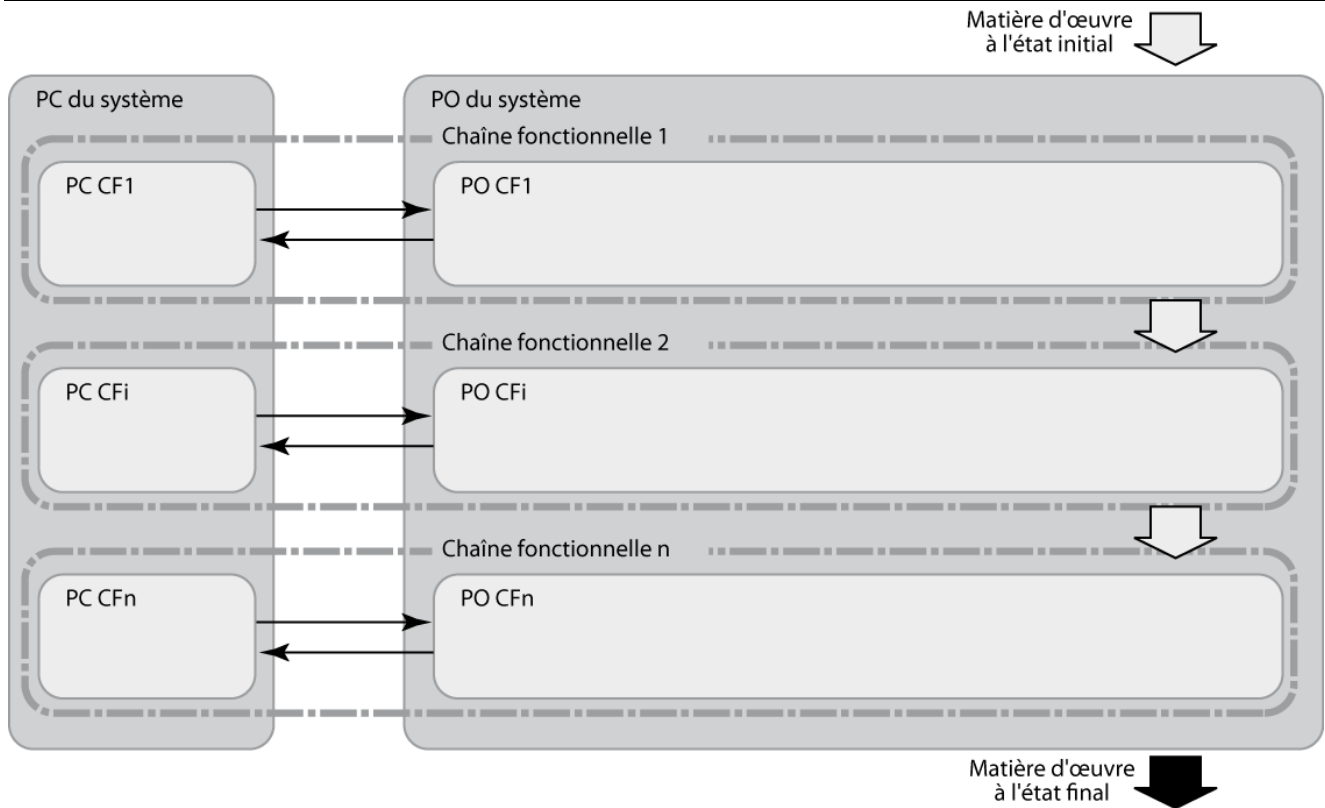 Matière d'œuvre
à l'état initial
PC du système
PO du système
Chaîne fonctionnelle 1
PC CF1
PO CF1
Chaîne fonctionnelle 2
PC CFi
PO CFi
Chaîne fonctionnelle n
PC CFn
PO CFn
Matière d'œuvre
à l'état final